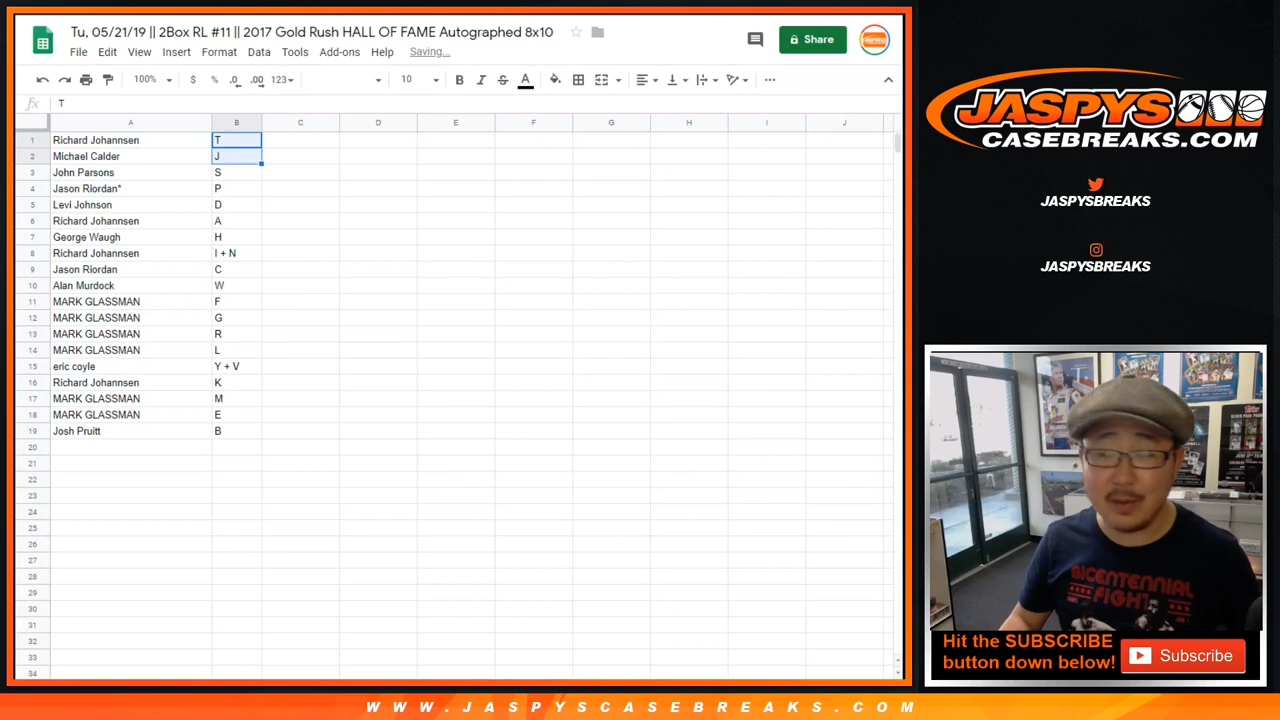 Tu, 05/21/19 || 2Box RL #11 || 2017 Gold Rush HALL OF FAME Autographed 8x10
File Edit View Insert Format Data Tools Add-ons Help Saving...
Share
100% $ % .0 .00 123 10 B I S A
fx T
A B C D E F G H I J
1 Richard Johannsen T
2 Michael Calder J
3 John Parsons S
4 Jason Riordan* P
5 Levi Johnson D
6 Richard Johannsen A
7 George Waugh H
8 Richard Johannsen I + N
9 Jason Riordan C
10 Alan Murdock W
11 MARK GLASSMAN F
12 MARK GLASSMAN G
13 MARK GLASSMAN R
14 MARK GLASSMAN L
15 eric coyle Y + V
16 Richard Johannsen K
17 MARK GLASSMAN M
18 MARK GLASSMAN E
19 Josh Pruitt B
20
21
22
23
24
25
26
27
28
29
30
31
32
33
34
JASPYS
CASEBREAKS.COM
JASPYSBREAKS
JASPYSBREAKS
BICENTENNIAL
FIGHT
Hit the SUBSCRIBE
button down below!
Subscribe
WWW.JASPYSCASEBREAKS.COM